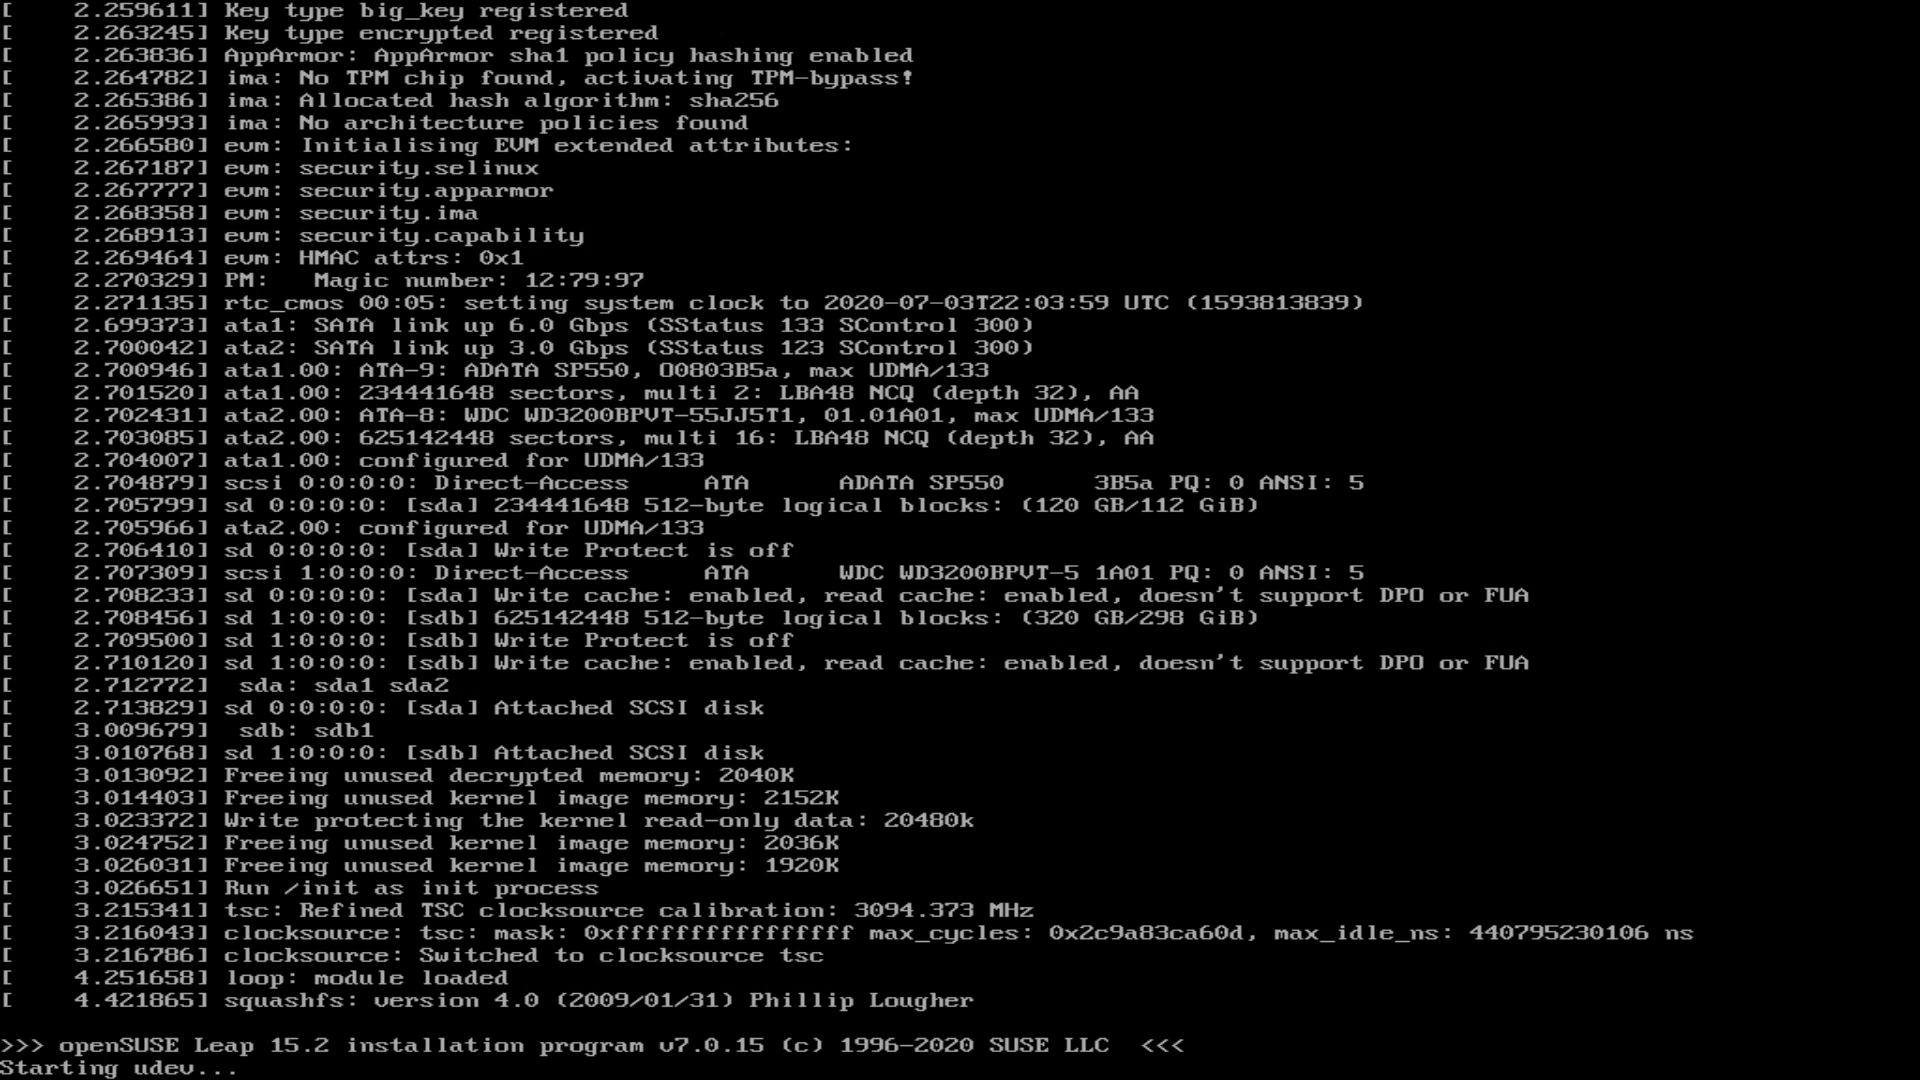 [    2.259611] Key type big_key registered
[    2.263245] Key type encrypted registered
[    2.263836] AppArmor: AppArmor sha1 policy hashing enabled
[    2.264782] ima: No TPM chip found, activating TPM-bypass!
[    2.265386] ima: Allocated hash algorithm: sha256
[    2.265993] ima: No architecture policies found
[    2.266580] evm: Initialising EVM extended attributes:
[    2.267187] evm: security.selinux
[    2.267777] evm: security.apparmor
[    2.268358] evm: security.ima
[    2.268913] evm: security.capability
[    2.269464] evm: HMAC attrs: 0x1
[    2.270329] PM:   Magic number: 12:79:97
[    2.271135] rtc_cmos 00:05: setting system clock to 2020-07-03T22:03:59 UTC (1593813839)
[    2.699373] ata1: SATA link up 6.0 Gbps (SStatus 133 SControl 300)
[    2.700042] ata2: SATA link up 3.0 Gbps (SStatus 123 SControl 300)
[    2.700946] ata1.00: ATA-9: ADATA SP550, O0803B5a, max UDMA/133
[    2.701520] ata1.00: 234441648 sectors, multi 2: LBA48 NCQ (depth 32), AA
[    2.702431] ata2.00: ATA-8: WDC WD3200BPVT-55JJ5T1, 01.01A01, max UDMA/133
[    2.703085] ata2.00: 625142448 sectors, multi 16: LBA48 NCQ (depth 32), AA
[    2.704007] ata1.00: configured for UDMA/133
[    2.704879] scsi 0:0:0:0: Direct-Access     ATA      ADATA SP550      3B5a PQ: 0 ANSI: 5
[    2.705799] sd 0:0:0:0: [sda] 234441648 512-byte logical blocks: (120 GB/112 GiB)
[    2.705966] ata2.00: configured for UDMA/133
[    2.706410] sd 0:0:0:0: [sda] Write Protect is off
[    2.707309] scsi 1:0:0:0: Direct-Access     ATA      WDC WD3200BPVT-5 1A01 PQ: 0 ANSI: 5
[    2.708233] sd 0:0:0:0: [sda] Write cache: enabled, read cache: enabled, doesn't support DPO or FUA
[    2.708456] sd 1:0:0:0: [sdb] 625142448 512-byte logical blocks: (320 GB/298 GiB)
[    2.709500] sd 1:0:0:0: [sdb] Write Protect is off
[    2.710120] sd 1:0:0:0: [sdb] Write cache: enabled, read cache: enabled, doesn't support DPO or FUA
[    2.712772]  sda: sda1 sda2
[    2.713829] sd 0:0:0:0: [sda] Attached SCSI disk
[    3.009679]  sdb: sdb1
[    3.010768] sd 1:0:0:0: [sdb] Attached SCSI disk
[    3.013092] Freeing unused decrypted memory: 2040K
[    3.014403] Freeing unused kernel image memory: 2152K
[    3.023372] Write protecting the kernel read-only data: 20480k
[    3.024752] Freeing unused kernel image memory: 2036K
[    3.026031] Freeing unused kernel image memory: 1920K
[    3.026651] Run /init as init process
[    3.215341] tsc: Refined TSC clocksource calibration: 3094.373 MHz
[    3.216043] clocksource: tsc: mask: 0xffffffffffffffff max_cycles: 0x2c9a83ca60d, max_idle_ns: 440795230106 ns
[    3.216786] clocksource: Switched to clocksource tsc
[    4.251658] loop: module loaded
[    4.421865] squashfs: version 4.0 (2009/01/31) Phillip Lougher
>>> openSUSE Leap 15.2 installation program v7.0.15 (c) 1996-2020 SUSE LLC  <<<
Starting udev...